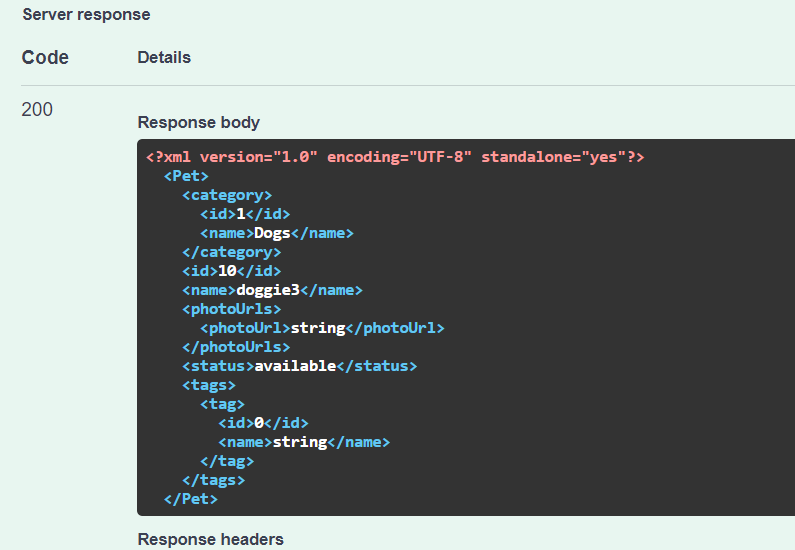 Server response
Code Details
200
Response body
<?xml version="1.0" encoding="UTF-8" standalone="yes"?>
  <Pet>
    <category>
      <id>1</id>
      <name>Dogs</name>
    </category>
    <id>10</id>
    <name>doggie3</name>
    <photoUrls>
      <photoUrl>string</photoUrl>
    </photoUrls>
    <status>available</status>
    <tags>
      <tag>
        <id>0</id>
        <name>string</name>
      </tag>
    </tags>
  </Pet>
Response headers